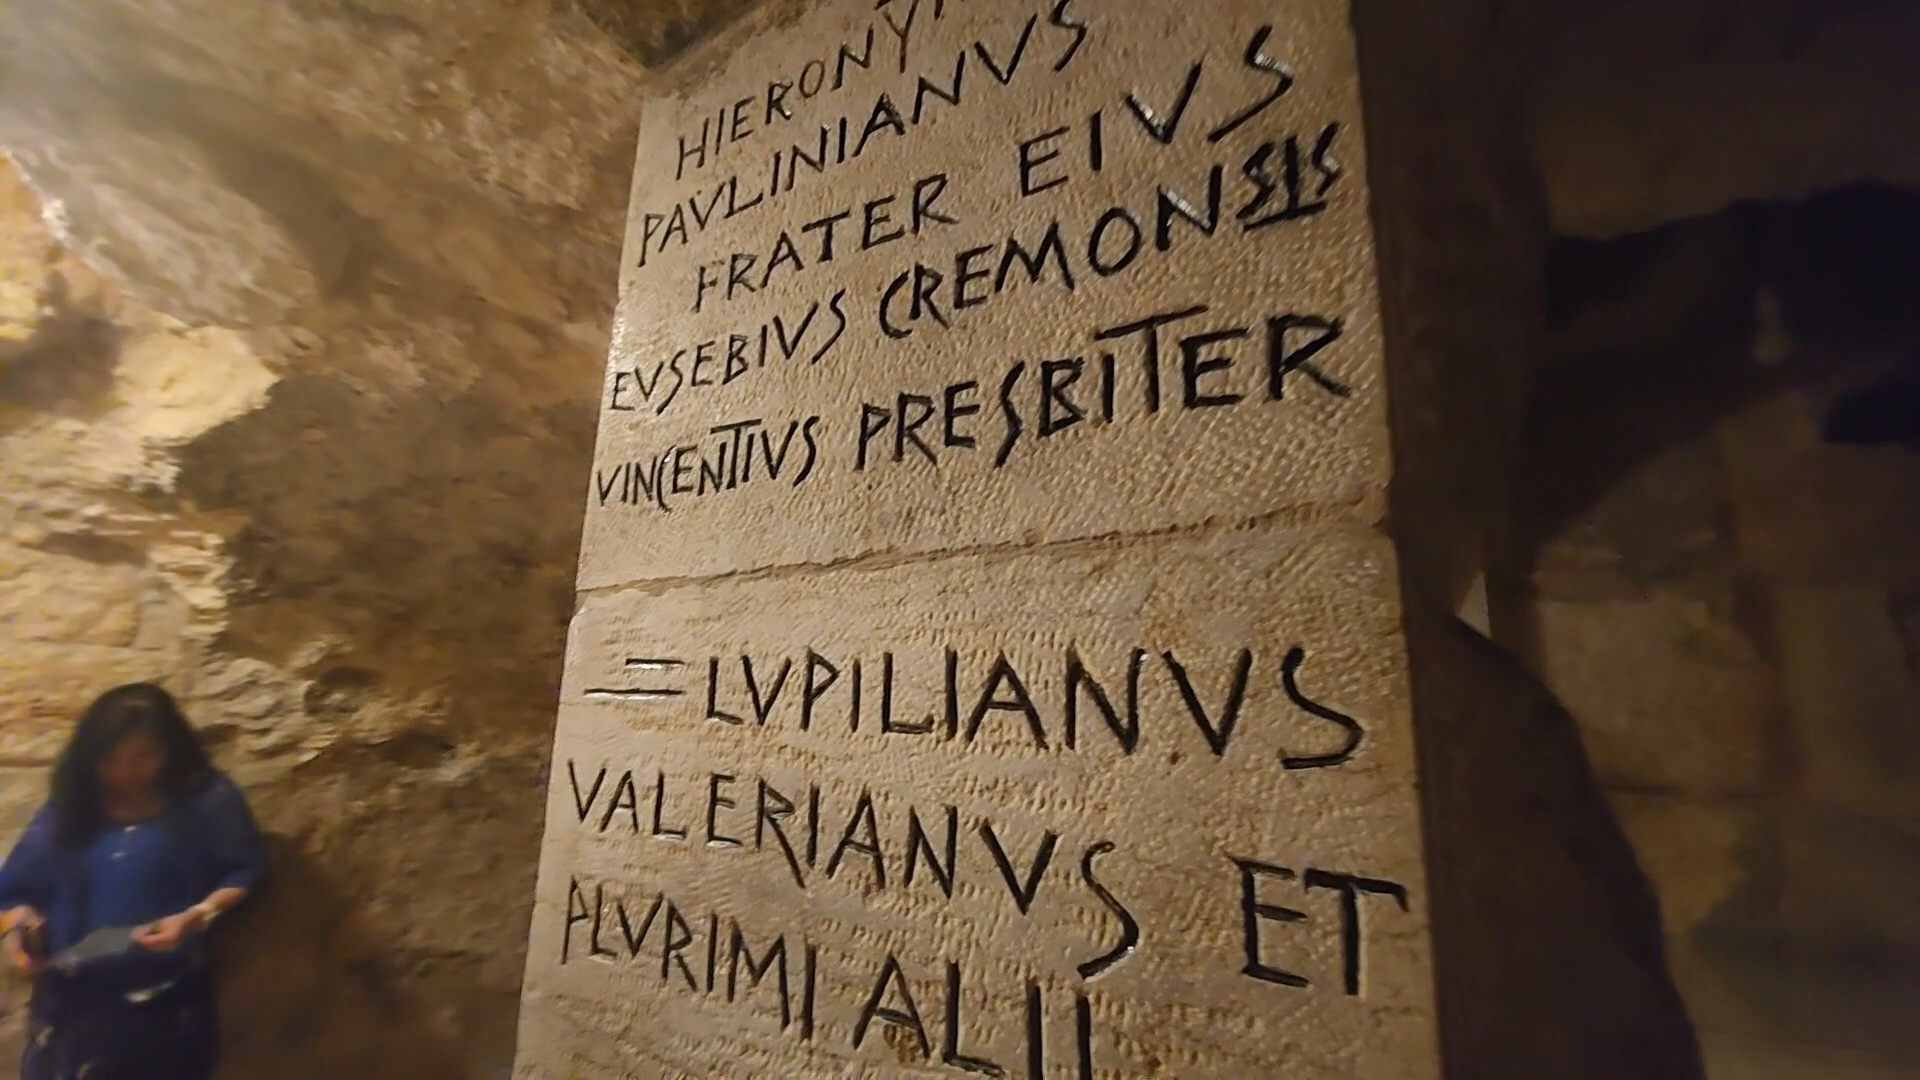 HIERONY
PAVLINIANVS
FRATER EIVS
EVSEBIVS CREMONSIS
VINCENTIVS PRESBITER
=LVPILIANVS
VALERIANVS ET
PLVRIMI ALII